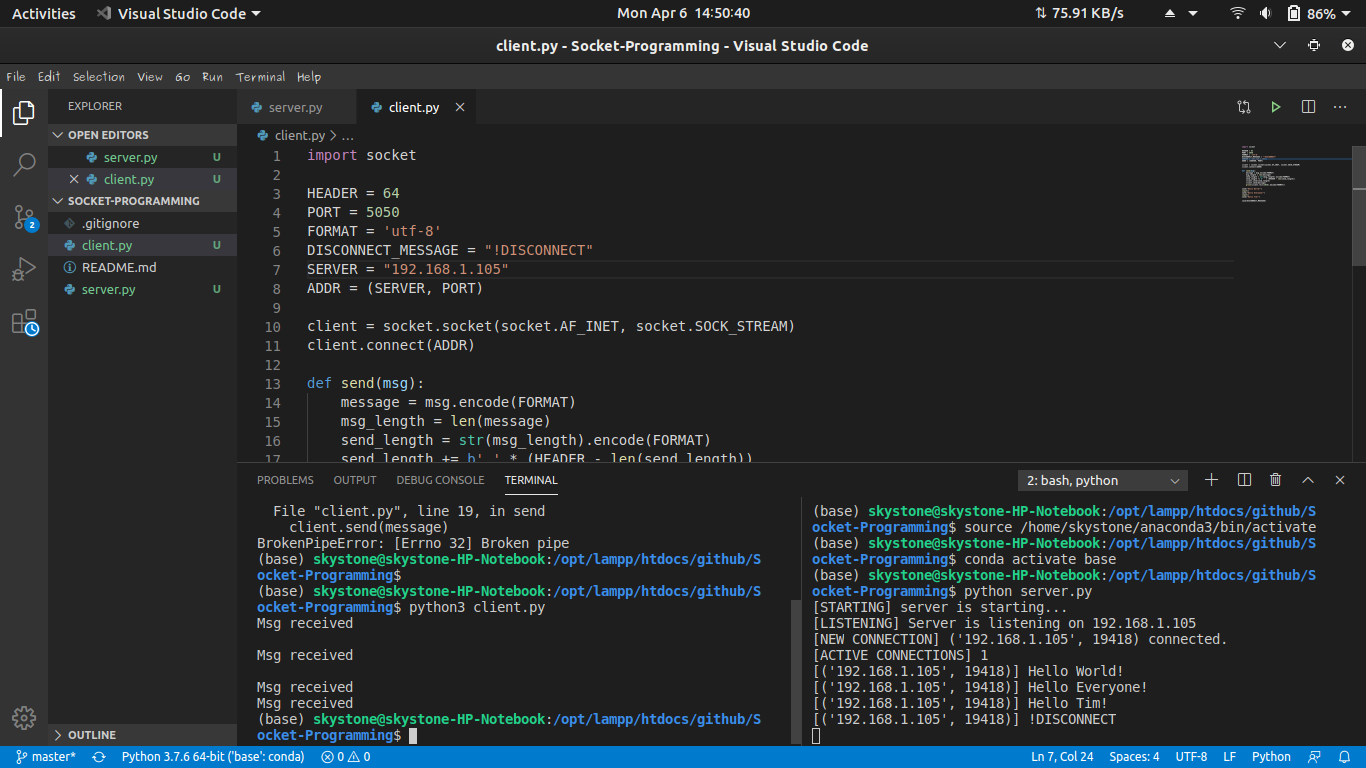 Activities Visual Studio Code Mon Apr 6 14:50:40 75.91 KB/s 86%
client.py - Socket-Programming - Visual Studio Code
File Edit Selection View Go Run Terminal Help
EXPLORER
OPEN EDITORS
server.py U
client.py U
SOCKET-PROGRAMMING
.gitignore
client.py U
README.md
server.py U
OUTLINE
2
server.py client.py
client.py > ...
1 import socket
2
3 HEADER = 64
4 PORT = 5050
5 FORMAT = 'utf-8'
6 DISCONNECT_MESSAGE = "!DISCONNECT"
7 SERVER = "192.168.1.105"
8 ADDR = (SERVER, PORT)
9
10 client = socket.socket(socket.AF_INET, socket.SOCK_STREAM)
11 client.connect(ADDR)
12
13 def send(msg):
14 message = msg.encode(FORMAT)
15 msg_length = len(message)
16 send_length = str(msg_length).encode(FORMAT)
17 send_length += b' ' * (HEADER - len(send_length))
PROBLEMS OUTPUT DEBUG CONSOLE TERMINAL 2: bash, python
File "client.py", line 19, in send
client.send(message)
BrokenPipeError: [Errno 32] Broken pipe
(base) skystone@skystone-HP-Notebook:/opt/lampp/htdocs/github/S
ocket-Programming$
(base) skystone@skystone-HP-Notebook:/opt/lampp/htdocs/github/S
ocket-Programming$ python3 client.py
Msg received
Msg received
Msg received
Msg received
(base) skystone@skystone-HP-Notebook:/opt/lampp/htdocs/github/S
ocket-Programming$
(base) skystone@skystone-HP-Notebook:/opt/lampp/htdocs/github/S
ocket-Programming$ source /home/skystone/anaconda3/bin/activate
(base) skystone@skystone-HP-Notebook:/opt/lampp/htdocs/github/S
ocket-Programming$ conda activate base
(base) skystone@skystone-HP-Notebook:/opt/lampp/htdocs/github/S
ocket-Programming$ python server.py
[STARTING] server is starting...
[LISTENING] Server is listening on 192.168.1.105
[NEW CONNECTION] ('192.168.1.105', 19418) connected.
[ACTIVE CONNECTIONS] 1
[('192.168.1.105', 19418)] Hello World!
[('192.168.1.105', 19418)] Hello Everyone!
[('192.168.1.105', 19418)] Hello Tim!
[('192.168.1.105', 19418)] !DISCONNECT
master* Python 3.7.6 64-bit ('base': conda) 0 0 Ln 7, Col 24 Spaces: 4 UTF-8 LF Python